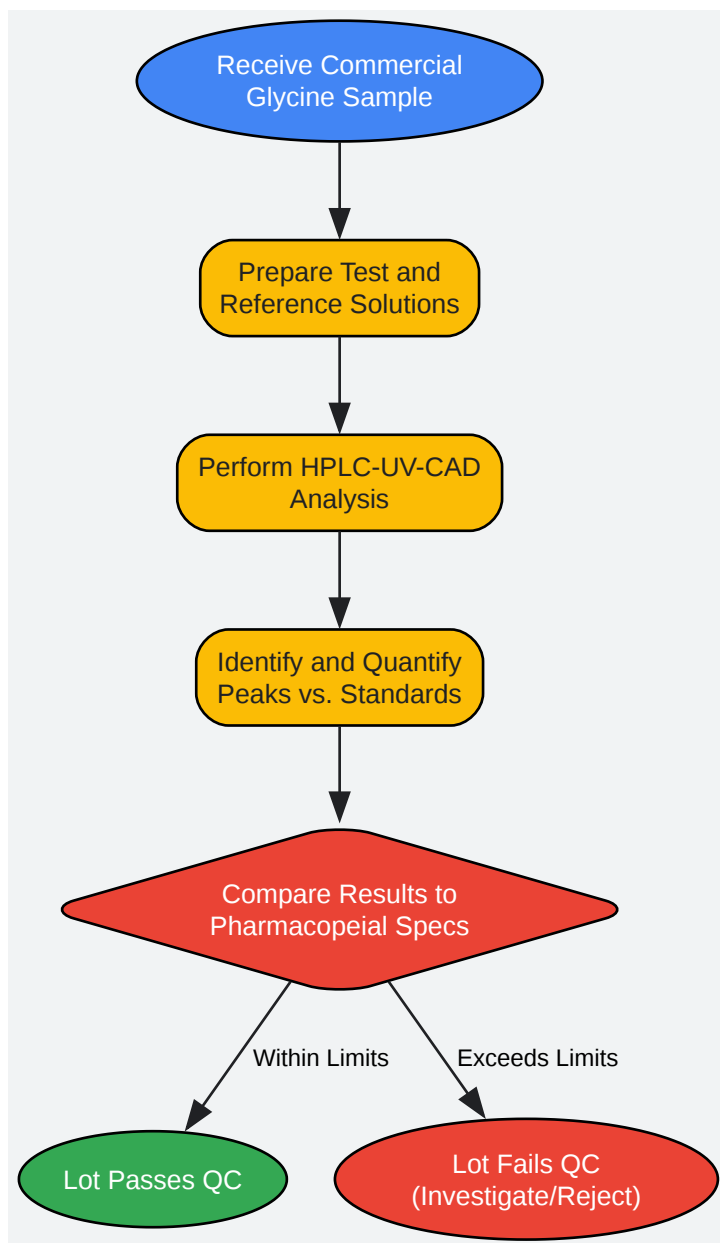 Receive Commercial
Glycine Sample
Prepare Test and
Reference Solutions
Perform HPLC-UV-CAD
Analysis
Identify and Quantify
Peaks vs. Standards
Compare Results to
Pharmacopeial Specs
Within Limits
Exceeds Limits
Lot Passes QC
Lot Fails QC
(Investigate/Reject)